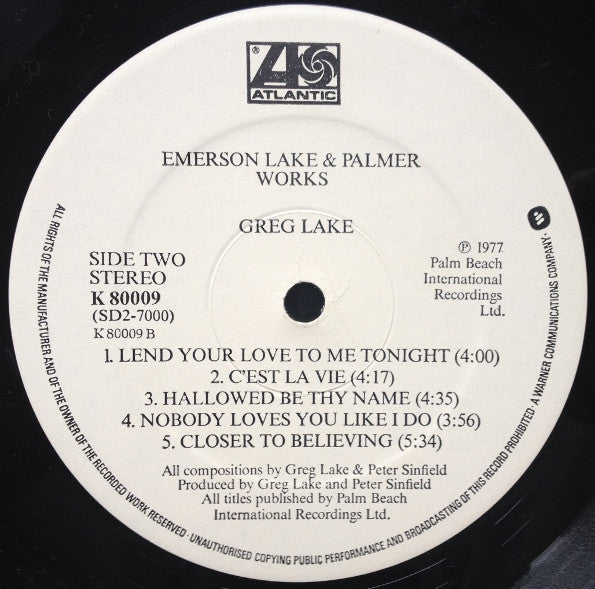 ®
ATLANTIC
EMERSON LAKE & PALMER
WORKS
GREG LAKE
SIDE TWO
STEREO
K 80009
(SD2-7000)
K 80009 B
℗ 1977
Palm Beach
International
Recordings
Ltd.
1. LEND YOUR LOVE TO ME TONIGHT (4:00)
2. C'EST LA VIE (4:17)
3. HALLOWED BE THY NAME (4:35)
4. NOBODY LOVES YOU LIKE I DO (3:56)
5. CLOSER TO BELIEVING (5:34)
All compositions by Greg Lake & Peter Sinfield
Produced by Greg Lake and Peter Sinfield
All titles published by Palm Beach
International Recordings Ltd.
ALL RIGHTS OF THE MANUFACTURER AND OF THE OWNER OF THE RECORDED WORK RESERVED · UNAUTHORISED COPYING PUBLIC PERFORMANCE AND BROADCASTING OF THIS RECORD PROHIBITED · A WARNER COMMUNICATIONS COMPANY ·